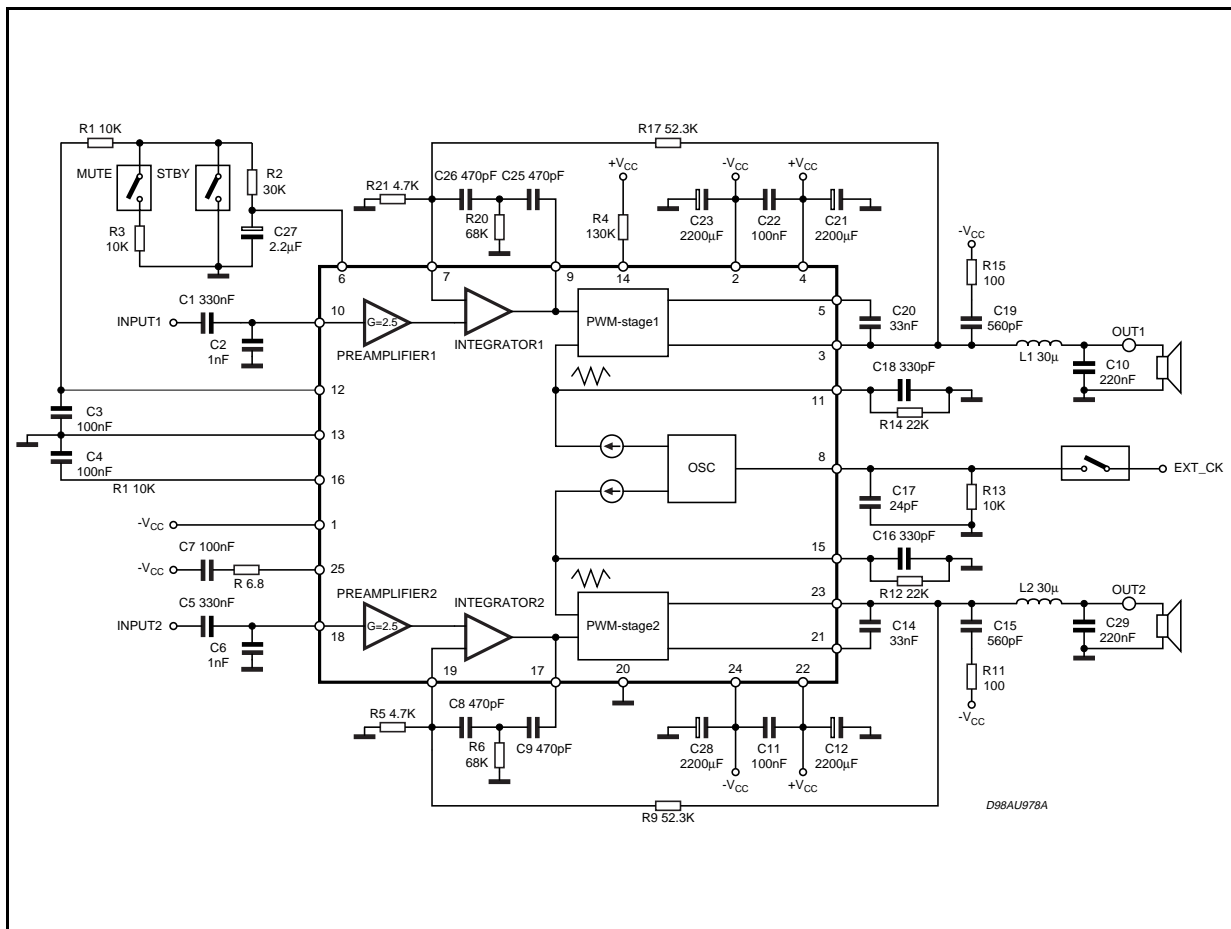 R1 10K
MUTE
STBY
R2
30K
R3
10K
C27
2.2µF
R17 52.3K
R21 4.7K
C26 470pF
C25 470pF
R20
68K
+VCC
R4
130K
-VCC
+VCC
C23
2200µF
C22
100nF
C21
2200µF
-VCC
R15
100
C19
560pF
6
7
9
14
2
4
C1 330nF
INPUT1
C2
1nF
10
G=2.5
PREAMPLIFIER1
INTEGRATOR1
PWM-stage1
5
3
C20
33nF
L1 30µ
OUT1
C10
220nF
C18 330pF
11
R14 22K
12
C3
100nF
13
C4
100nF
R1 10K
16
OSC
8
EXT_CK
C17
24pF
R13
10K
-VCC
1
C7 100nF
-VCC
R 6.8
25
15
C16 330pF
R12 22K
C5 330nF
INPUT2
C6
1nF
18
PREAMPLIFIER2
G=2.5
INTEGRATOR2
PWM-stage2
23
21
C14
33nF
L2 30µ
OUT2
C15
560pF
C29
220nF
R11
100
-VCC
19
17
20
24
22
R5 4.7K
C8 470pF
R6
68K
C9 470pF
C28
2200µF
C11
100nF
C12
2200µF
-VCC
+VCC
R9 52.3K
D98AU978A